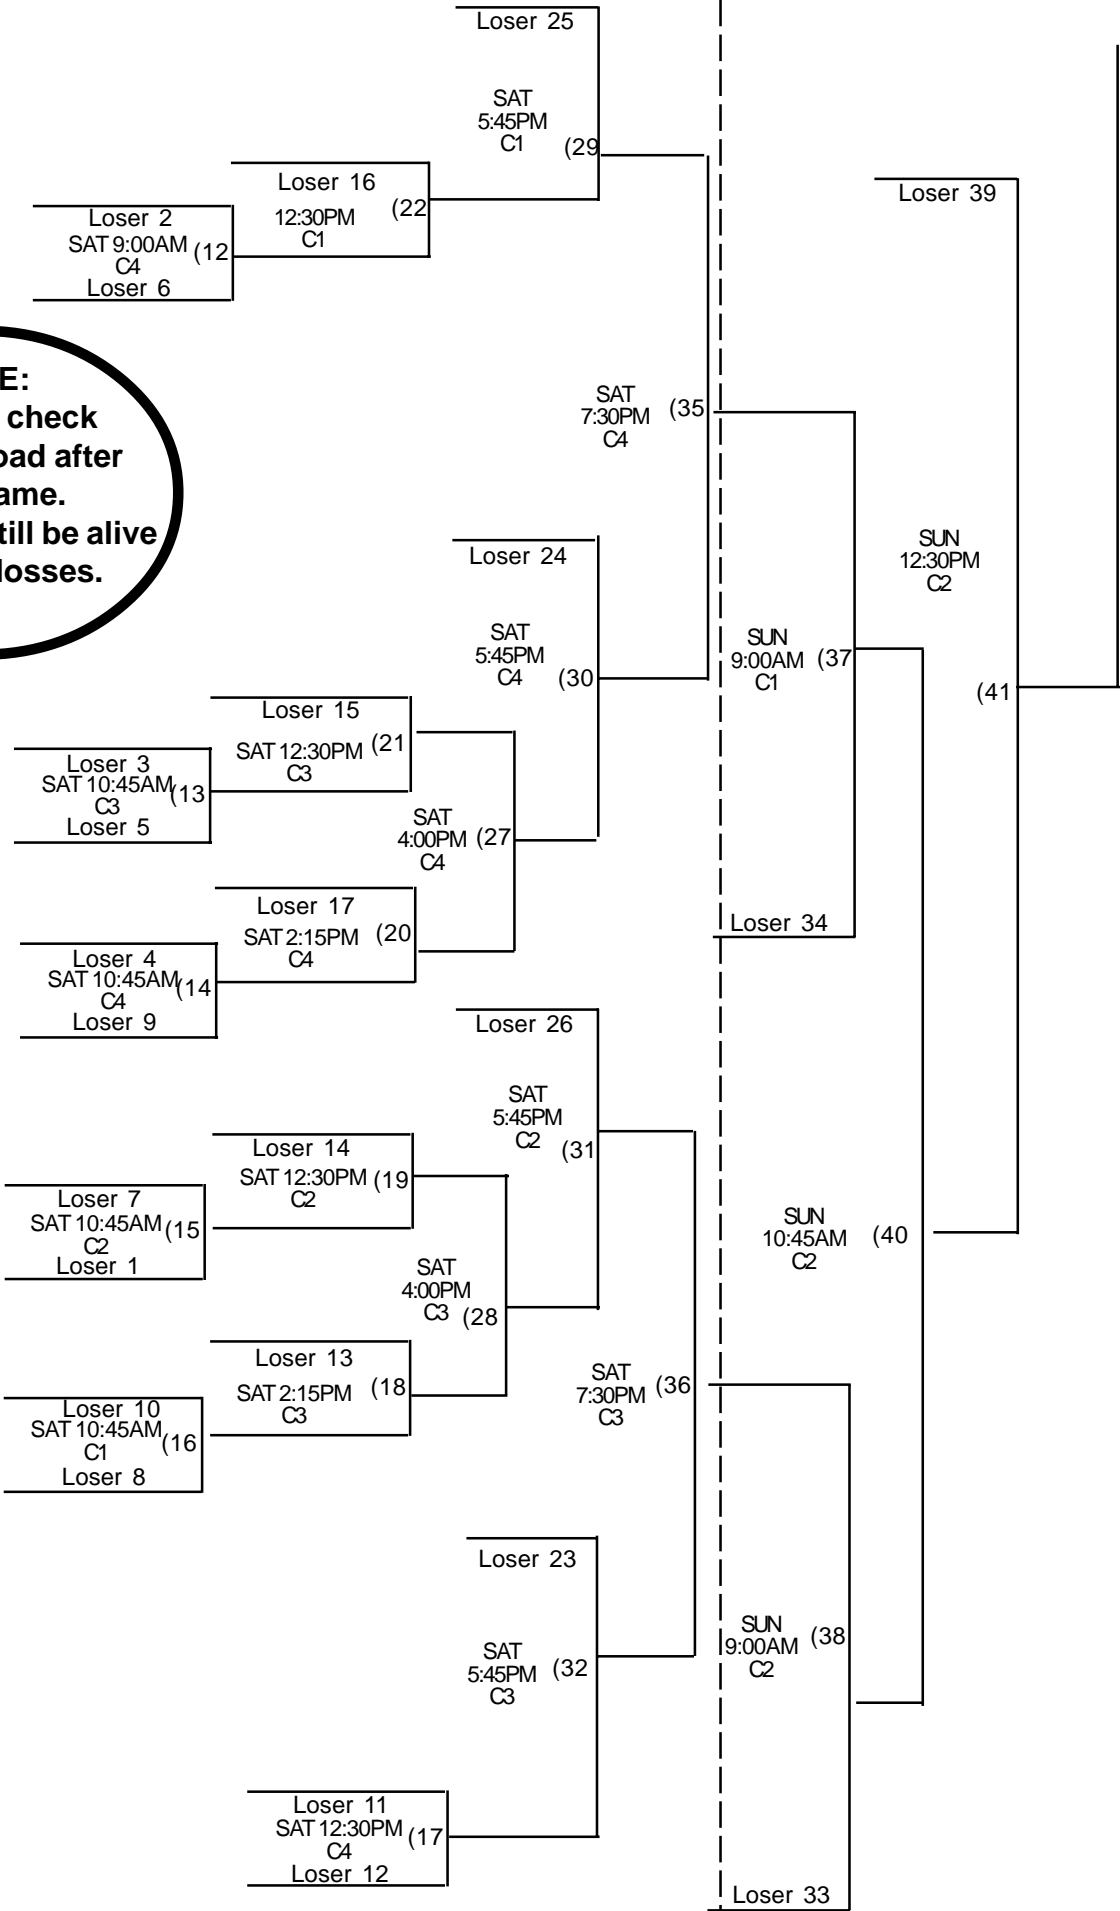 Loser 25
SAT
5:45PM
C1
(29
Loser 16
12:30PM
C1
(22
Loser 2
SAT 9:00AM
C4
(12
Loser 6
Loser 39
E:
check
oad after
ame.
till be alive
losses.
SAT
7:30PM
C4
(35
Loser 24
SAT
5:45PM
C4
(30
SUN
12:30PM
C2
(41
SUN
9:00AM
C1
(37
Loser 15
SAT 12:30PM
C3
(21
Loser 3
SAT 10:45AM
C3
(13
Loser 5
SAT
4:00PM
C4
(27
Loser 17
SAT 2:15PM
C4
(20
Loser 4
SAT 10:45AM
C4
(14
Loser 9
Loser 34
Loser 26
SAT
5:45PM
C2
(31
Loser 14
SAT 12:30PM
C2
(19
Loser 7
SAT 10:45AM
C2
(15
Loser 1
SUN
10:45AM
C2
(40
SAT
4:00PM
C3
(28
Loser 13
SAT 2:15PM
C3
(18
Loser 10
SAT 10:45AM
C1
(16
Loser 8
SAT
7:30PM
C3
(36
Loser 23
SAT
5:45PM
C3
(32
SUN
9:00AM
C2
(38
Loser 11
SAT 12:30PM
C4
(17
Loser 12
Loser 33